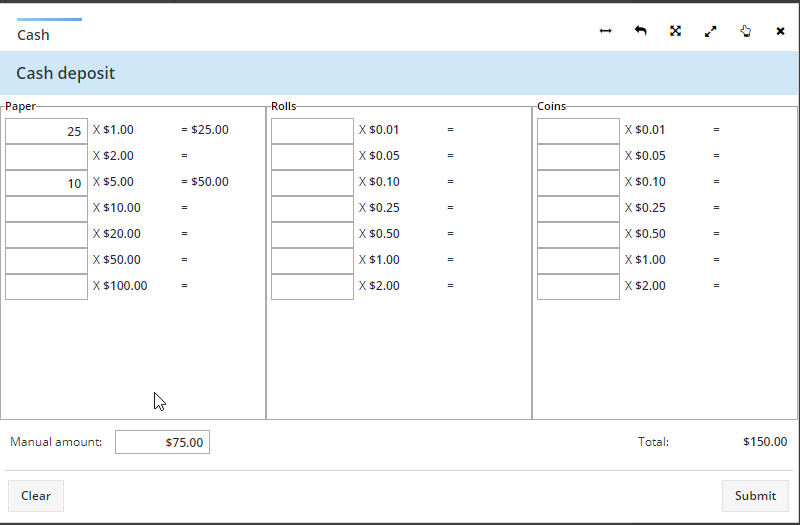 Cash
Cash deposit
Paper
25 X $1.00 = $25.00
X $2.00 =
10 X $5.00 = $50.00
X $10.00 =
X $20.00 =
X $50.00 =
X $100.00 =
Rolls
X $0.01 =
X $0.05 =
X $0.10 =
X $0.25 =
X $0.50 =
X $1.00 =
X $2.00 =
Coins
X $0.01 =
X $0.05 =
X $0.10 =
X $0.25 =
X $0.50 =
X $1.00 =
X $2.00 =
Manual amount: $75.00 Total: $150.00
Clear Submit